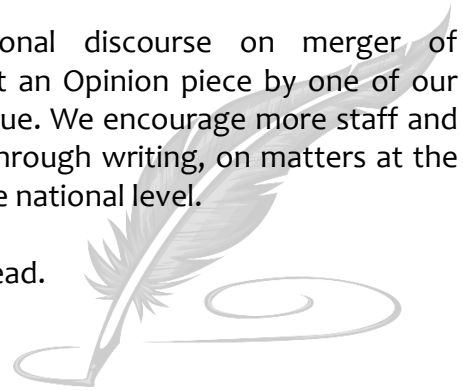 onal discourse on merger of
t an Opinion piece by one of our
ue. We encourage more staff and
hrough writing, on matters at the
e national level.
ead.